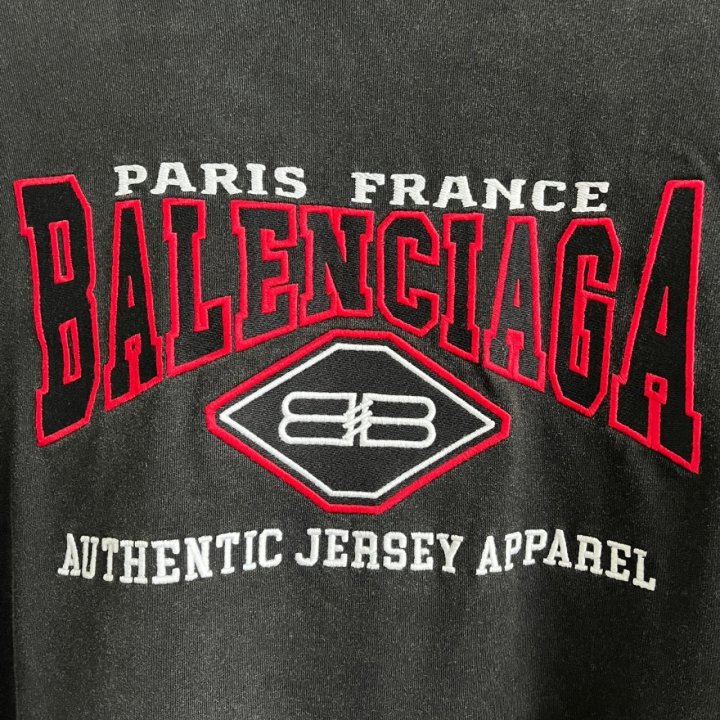 PARIS FRANCE
BALENCIAGA
BB
AUTHENTIC JERSEY APPAREL